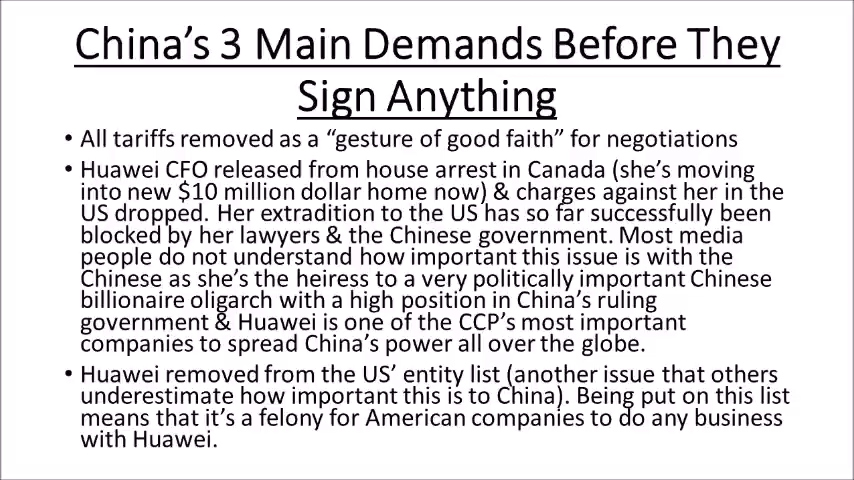 China’s 3 Main Demands Before They
Sign Anything
• All tariffs removed as a “gesture of good faith” for negotiations
• Huawei CFO released from house arrest in Canada (she’s moving
into new $10 million dollar home now) & charges against her in the
US dropped. Her extradition to the US has so far successfully been
blocked by her lawyers & the Chinese government. Most media
people do not understand how important this issue is with the
Chinese as she’s the heiress to a very politically important Chinese
billionaire oligarch with a high position in China’s ruling
government & Huawei is one of the CCP’s most important
companies to spread China’s power all over the globe.
• Huawei removed from the US’ entity list (another issue that others
underestimate how important this is to China). Being put on this list
means that it’s a felony for American companies to do any business
with Huawei.